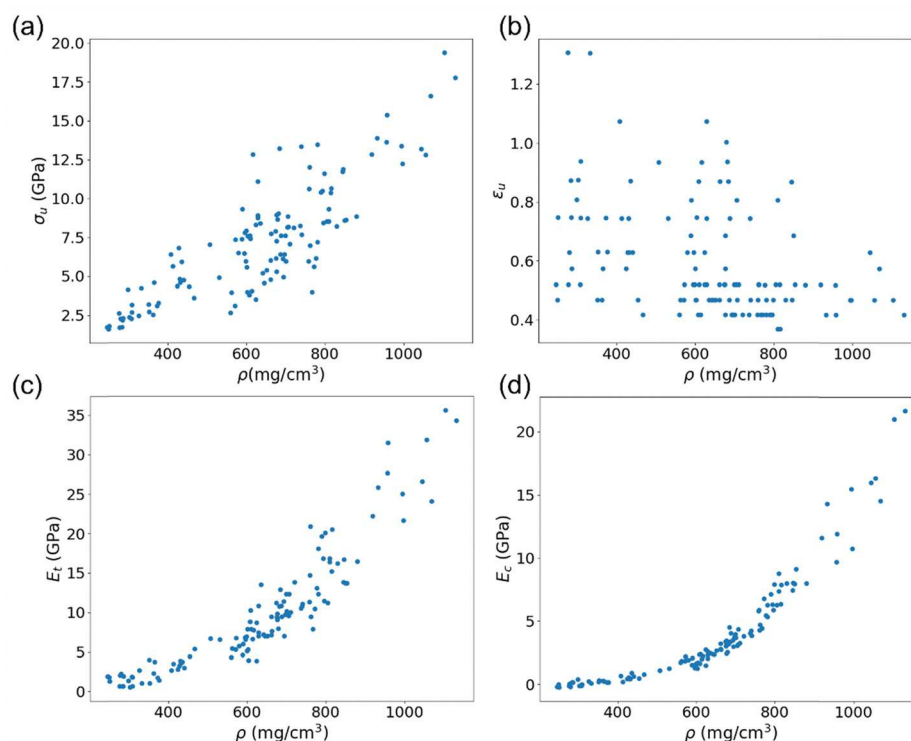 (a)
20.0
17.5
15.0
12.5
10.0
7.5
5.0
2.5
σu (GPa)
400 600 800 1000
ρ(mg/cm³)
(b)
1.2
1.0
0.8
0.6
0.4
εu
400 600 800 1000
ρ (mg/cm³)
(c)
35
30
25
20
15
10
5
0
Et (GPa)
400 600 800 1000
ρ (mg/cm³)
(d)
20
15
10
5
0
Ec (GPa)
400 600 800 1000
ρ (mg/cm³)